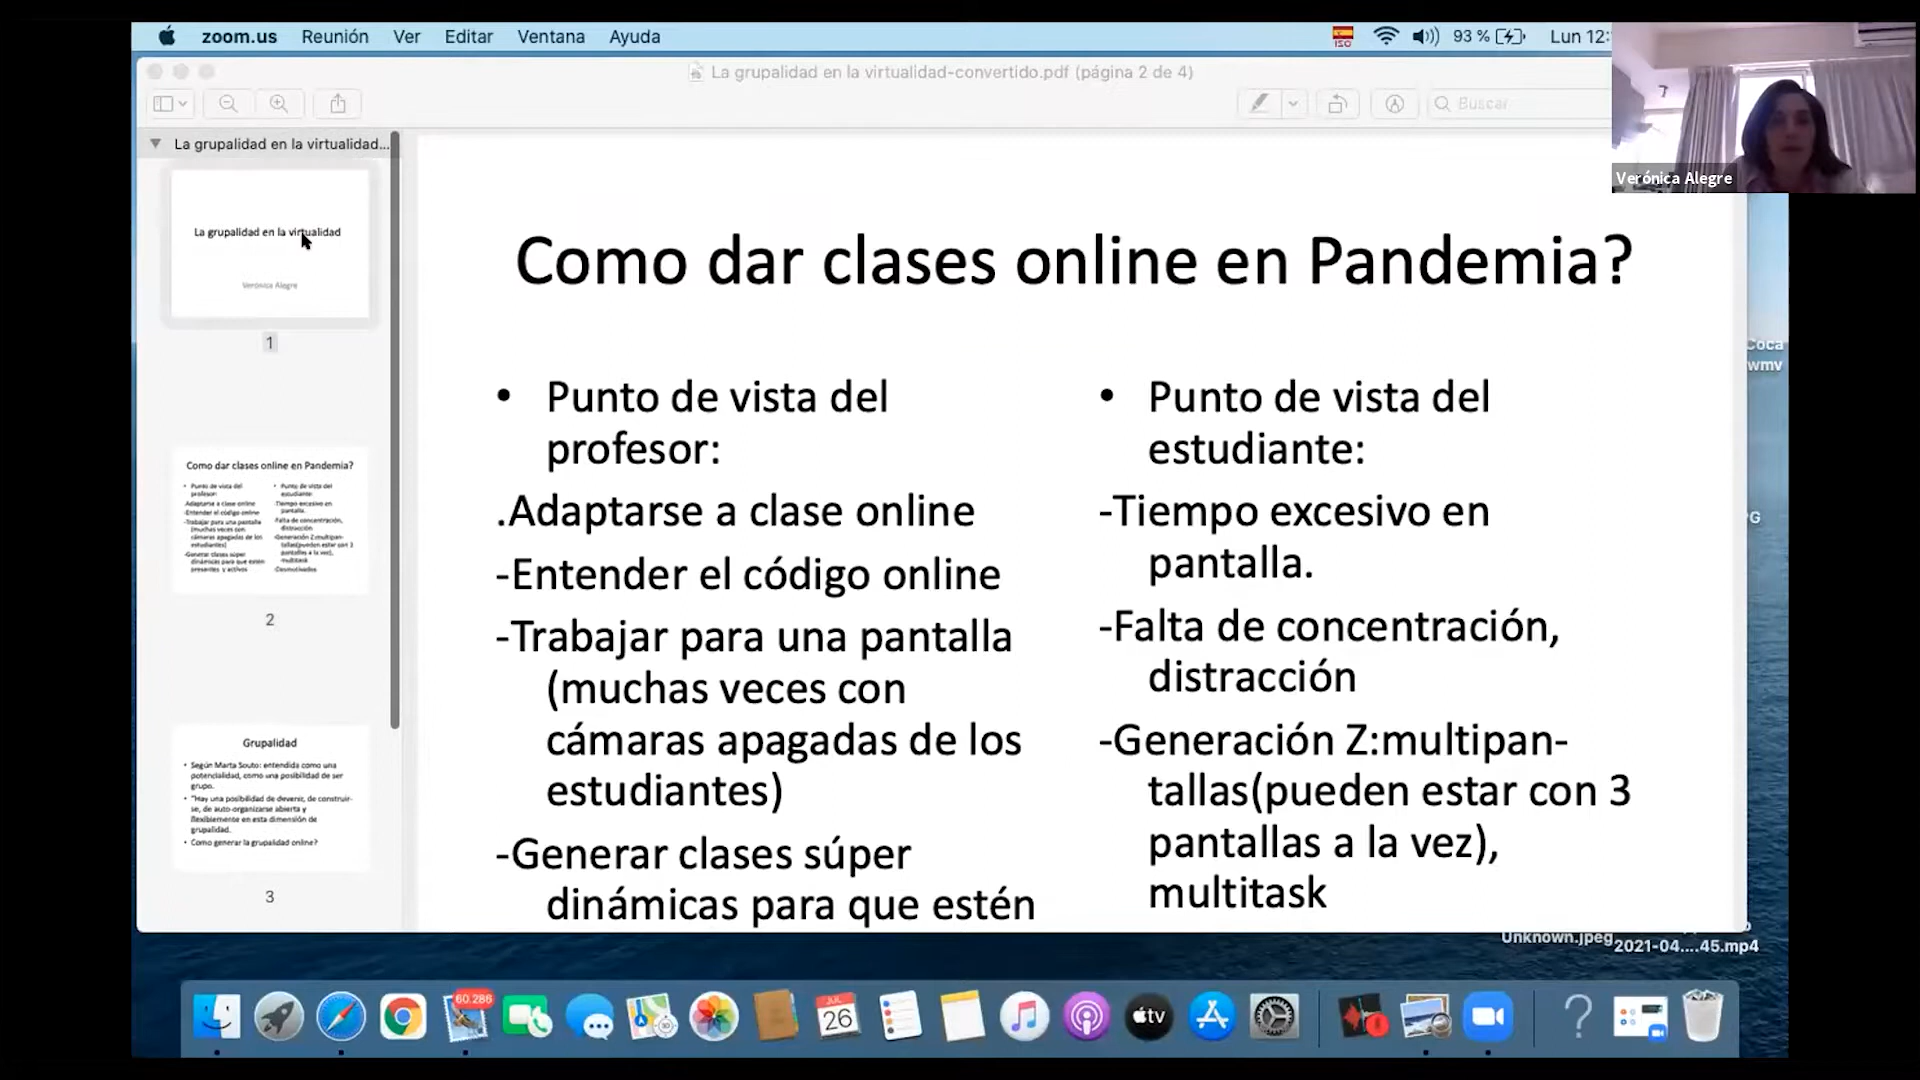 zoom.us Reunión Ver Editar Ventana Ayuda
ISO 93 % Lun 12:
La grupalidad en la virtualidad-convertido.pdf (página 2 de 4)
Buscar
Verónica Alegre
La grupalidad en la virtualidad...
La grupalidad en la virtualidad
Verónica Alegre
1
Como dar clases online en Pandemia?
• Punto de vista del
profesor:
Adaptarse a clase online
-Entender el código online
-Trabajar para una pantalla
(muchas veces con
cámaras apagadas de los
estudiantes)
-Generar clases súper
dinámicas para que estén
presentes y activos
• Punto de vista del
estudiante:
-Tiempo excesivo en
pantalla.
-Falta de concentración,
distracción
-Generación Z:multipan-
tallas(pueden estar con 3
pantallas a la vez),
multitask
-Desmotivados
2
Grupalidad
• Según Marta Souto: entendida como una
potencialidad, como una posibilidad de ser
grupo.
• "Hay una posibilidad de devenir, de construir-
se, de auto-organizarse abierta y
flexiblemente en esta dimensión de
grupalidad.
• Como generar la grupalidad online?
3
Como dar clases online en Pandemia?
• Punto de vista del
profesor:
.Adaptarse a clase online
-Entender el código online
-Trabajar para una pantalla
(muchas veces con
cámaras apagadas de los
estudiantes)
-Generar clases súper
dinámicas para que estén
• Punto de vista del
estudiante:
-Tiempo excesivo en
pantalla.
-Falta de concentración,
distracción
-Generación Z:multipan-
tallas(pueden estar con 3
pantallas a la vez),
multitask
Coca
wmv
Unknown.jpeg
2021-04....45.mp4
60.286
JUL
26
tv